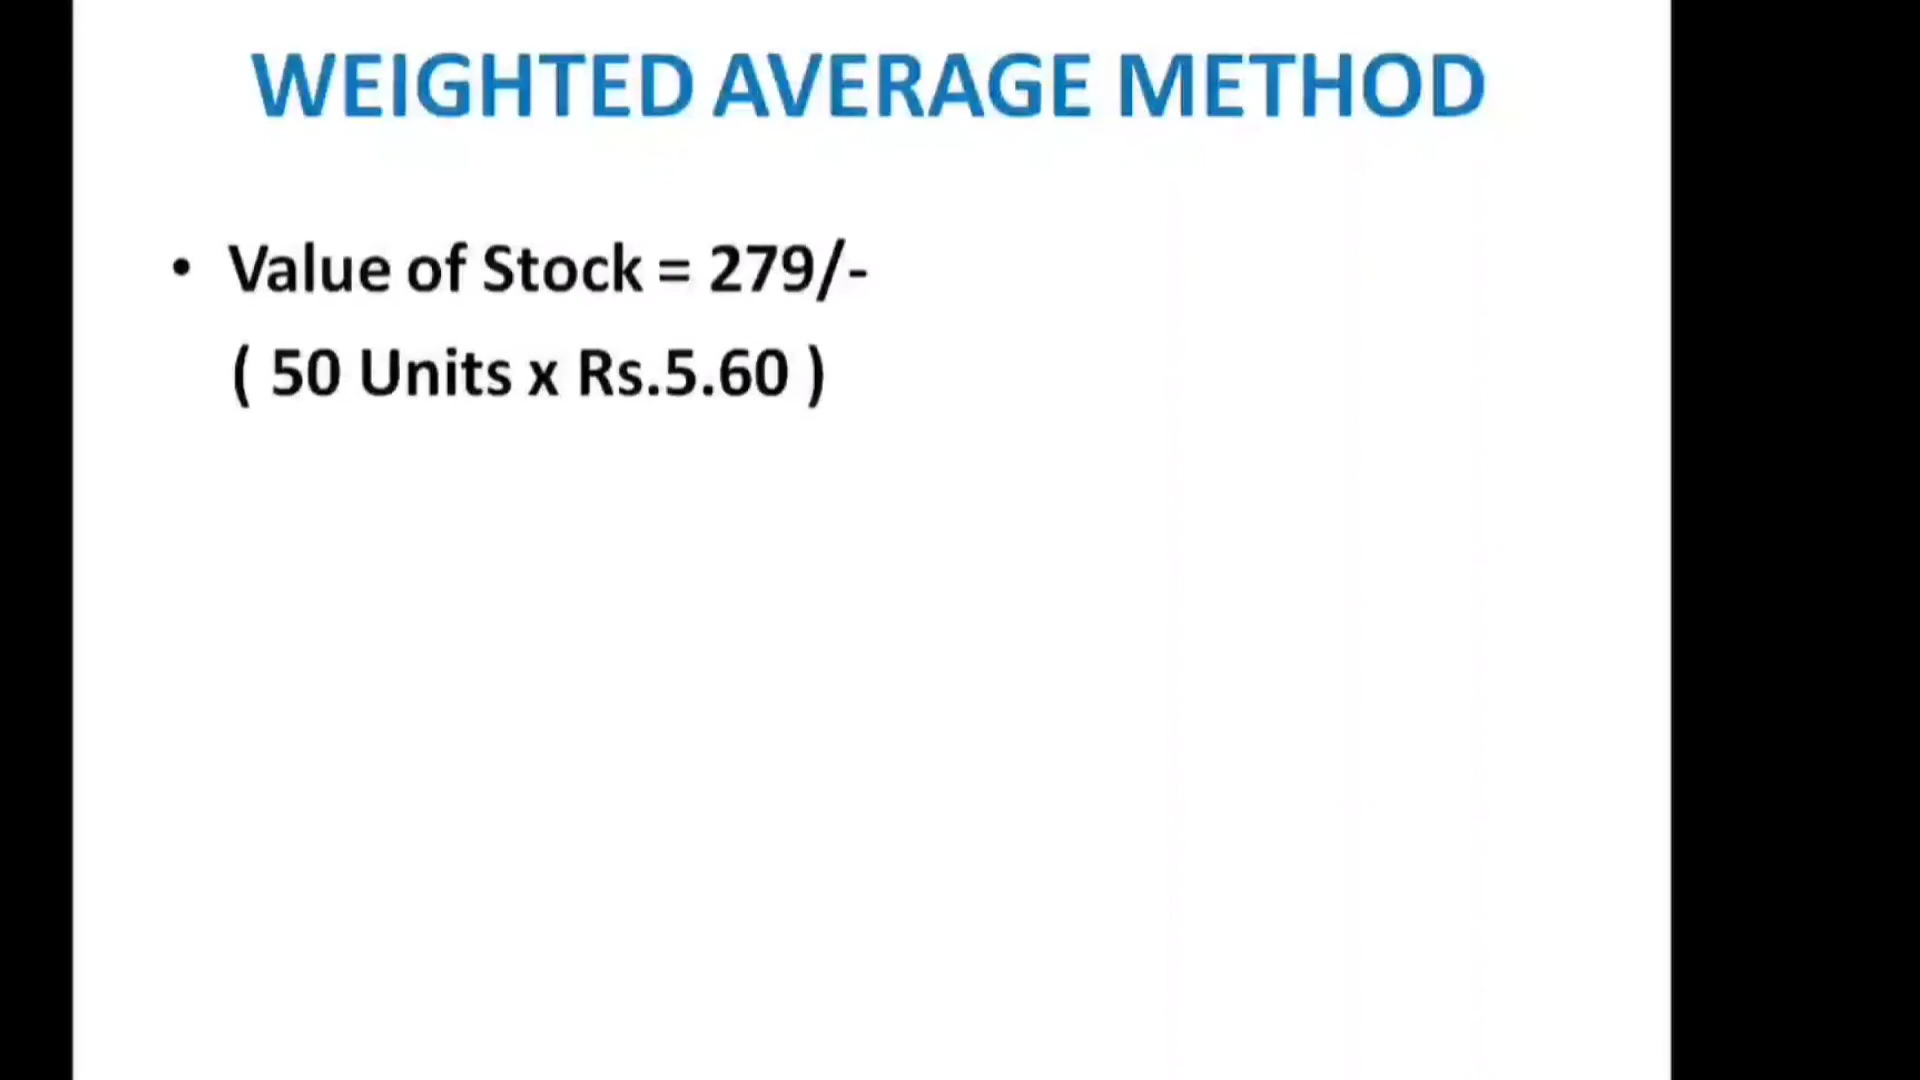 WEIGHTED AVERAGE METHOD
• Value of Stock = 279/-
( 50 Units x Rs.5.60 )